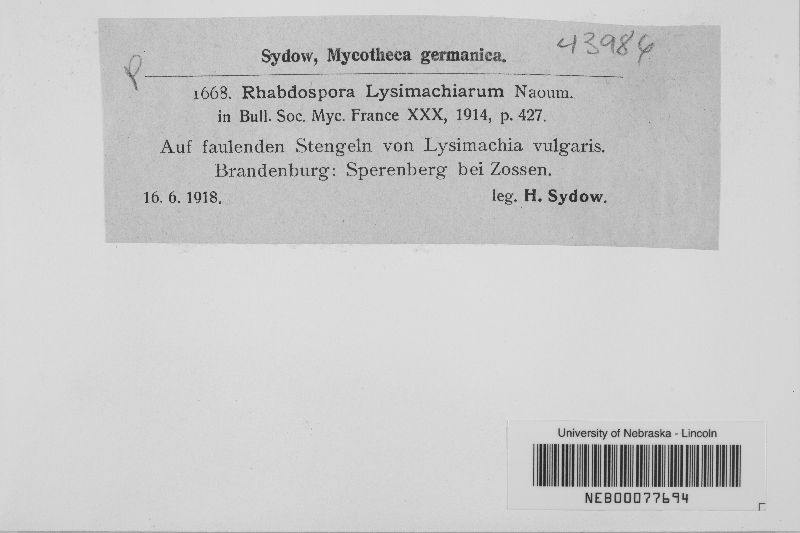 Sydow, Mycotheca germanica.
43986
P
1668. Rhabdospora Lysimachiarum Naoum.
in Bull. Soc. Myc. France XXX, 1914, p. 427.
Auf faulenden Stengeln von Lysimachia vulgaris.
Brandenburg: Sperenberg bei Zossen.
16. 6. 1918. leg. H. Sydow.
University of Nebraska - Lincoln
NEB00077694